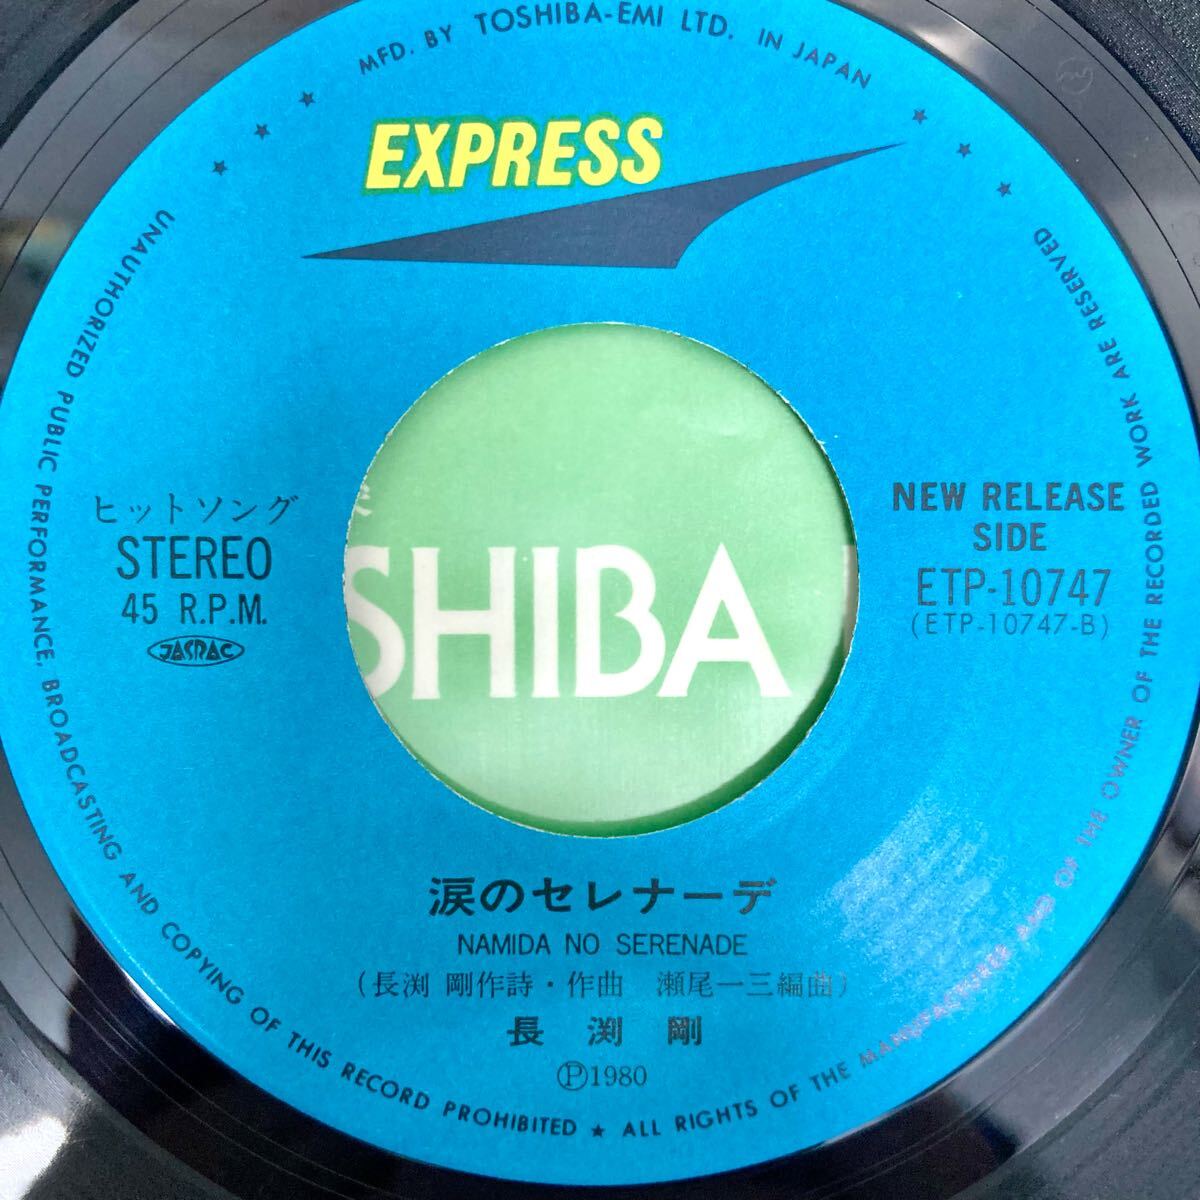 MFD. BY TOSHIBA-EMI LTD. IN JAPAN
EXPRESS
ヒットソング
STEREO
45 R.P.M.
JASRAC
NEW RELEASE
SIDE
ETP-10747
(ETP-10747-B)
SHIBA
涙のセレナーデ
NAMIDA NO SERENADE
(長渕 剛作詩・作曲 瀬尾一三編曲)
長渕剛
Ⓟ1980
UNAUTHORIZED PUBLIC PERFORMANCE, BROADCASTING AND COPYING OF THIS RECORD PROHIBITED ★ ALL RIGHTS OF THE MANUFACTURER AND OF THE OWNER OF THE RECORDED WORK ARE RESERVED